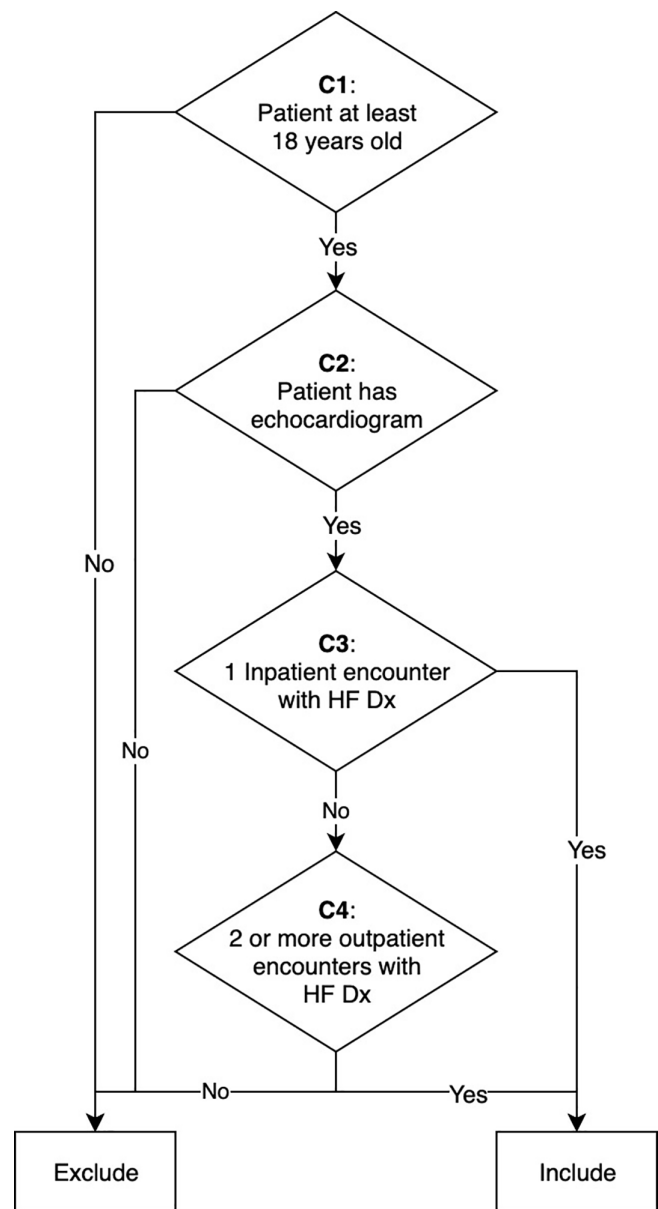 C1:
Patient at least
18 years old
Yes
C2:
Patient has
echocardiogram
Yes
No
C3:
1 Inpatient encounter
with HF Dx
No
No
Yes
C4:
2 or more outpatient
encounters with
HF Dx
No
Yes
Exclude
Include